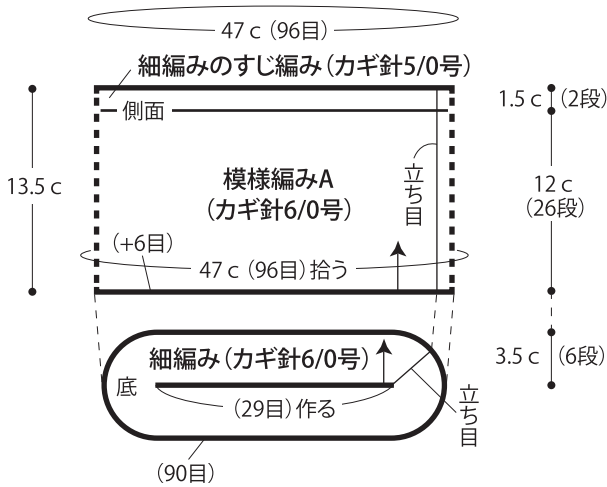 47 c（96目）
細編みのすじ編み（カギ針5/0号）
側面
1.5 c（2段）
13.5 c
模様編みA
（カギ針6/0号）
立ち目
12 c
（26段）
（+6目）
47 c（96目）拾う
細編み（カギ針6/0号）
底
（29目）作る
立ち目
3.5 c（6段）
（90目）